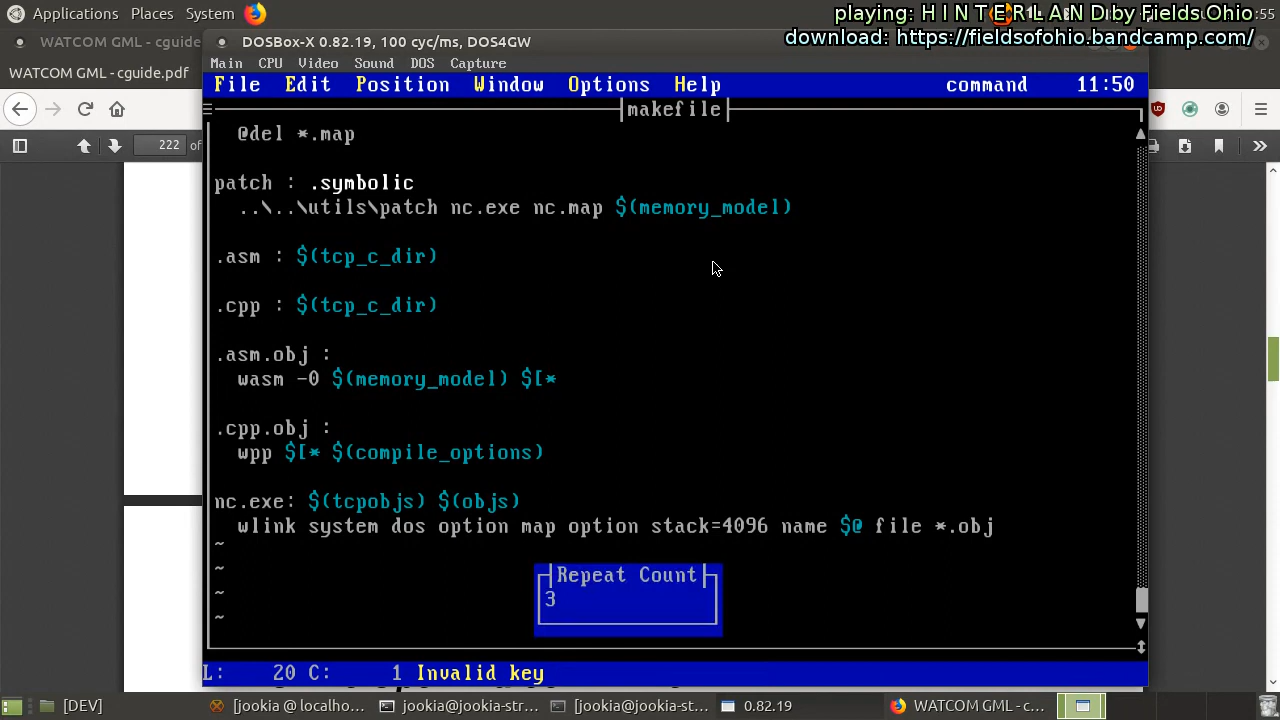 Applications Places System
55
playing: H I N T E R L A N D by Fields Ohio
download: https://fieldsofohio.bandcamp.com/
WATCOM GML - cguide
DOSBox-X 0.82.19, 100 cyc/ms, DOS4GW
Main CPU Video Sound DOS Capture
WATCOM GML - cguide.pdf
File Edit Position Window Options Help command 11:50
makefile
222 of
@del *.map
patch : .symbolic
..\..\utils\patch nc.exe nc.map $(memory_model)
.asm : $(tcp_c_dir)
.cpp : $(tcp_c_dir)
.asm.obj :
wasm -0 $(memory_model) $[*
.cpp.obj :
wpp $[* $(compile_options)
nc.exe: $(tcpobjs) $(objs)
wlink system dos option map option stack=4096 name $@ file *.obj
~
~
~
~
Repeat Count
3
L: 20 C: 1 Invalid key
[DEV] [jookia @ localho... jookia@jookia-str... [jookia@jookia-st... 0.82.19 WATCOM GML - c...